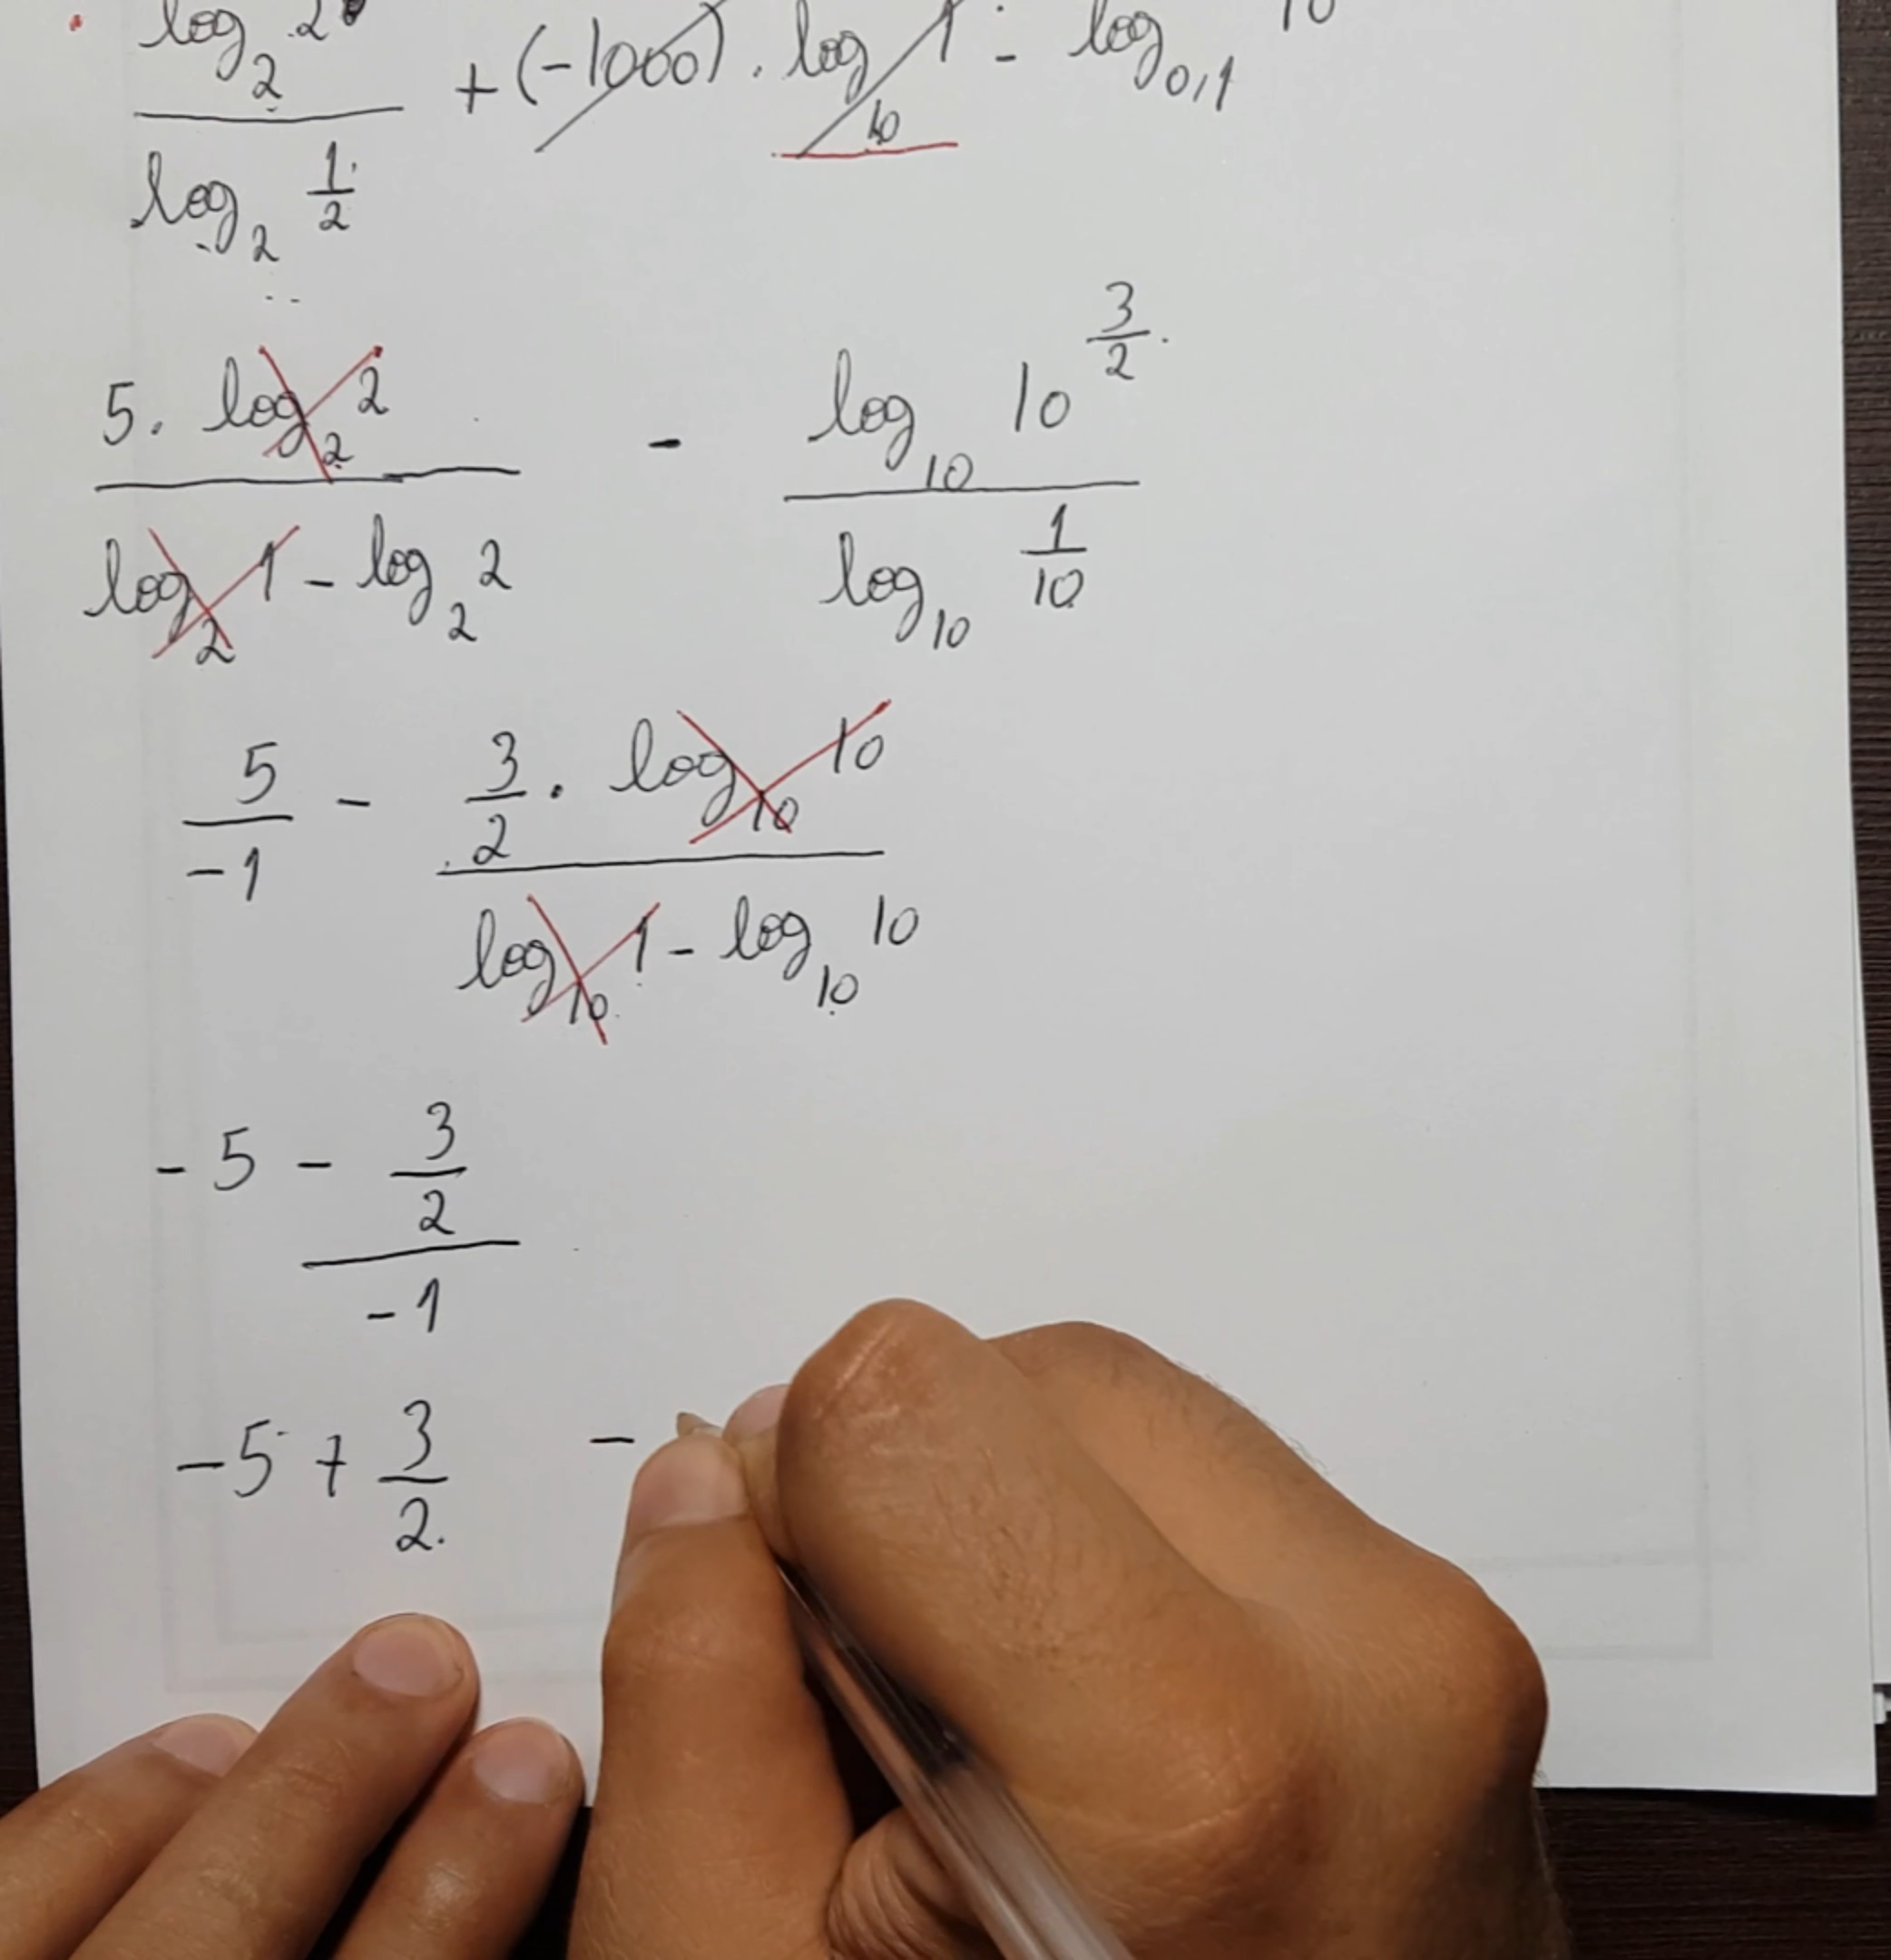 log₂ 2 + (-1000) . log₁₀ 1 - log₀,₁ 10
log₂ 1/2
5. log₂ 2 - log₁₀ 10^(3/2)
log₂ 1 - log₂ 2 log₁₀ 1/10
5/-1 - 3/2 . log₁₀ 10
log₁₀ 1 - log₁₀ 10
-5 - 3/2
-1
-5 + 3/2 -